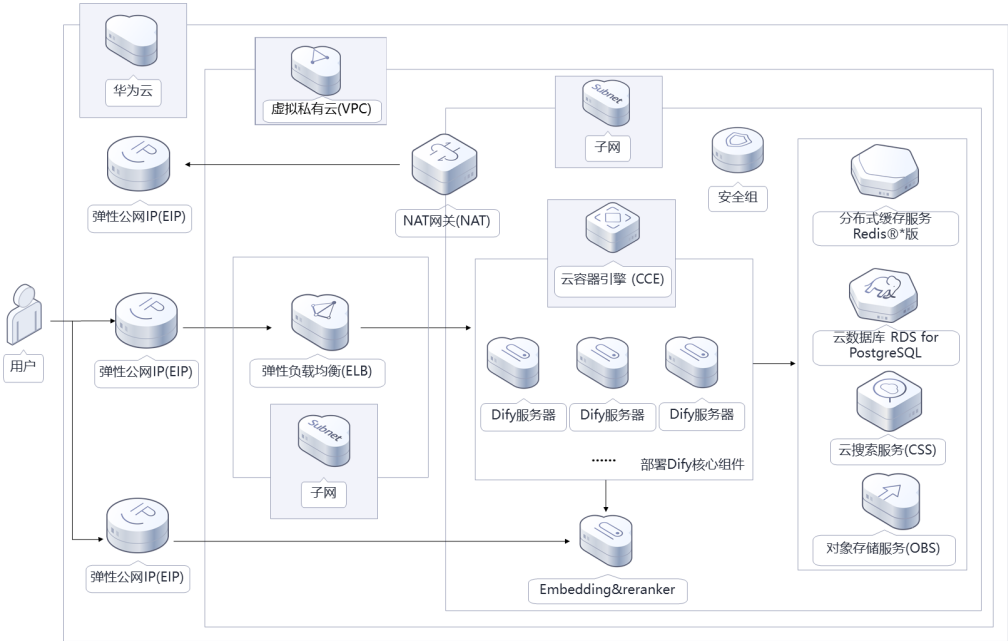 华为云
虚拟私有云(VPC)
Subnet
子网
安全组
IP
弹性公网IP(EIP)
NAT网关(NAT)
分布式缓存服务
Redis®*版
云容器引擎 (CCE)
用户
IP
弹性公网IP(EIP)
弹性负载均衡(ELB)
云数据库 RDS for
PostgreSQL
Dify服务器
Dify服务器
Dify服务器
......
部署Dify核心组件
云搜索服务(CSS)
Subnet
子网
IP
弹性公网IP(EIP)
Embedding&reranker
对象存储服务(OBS)